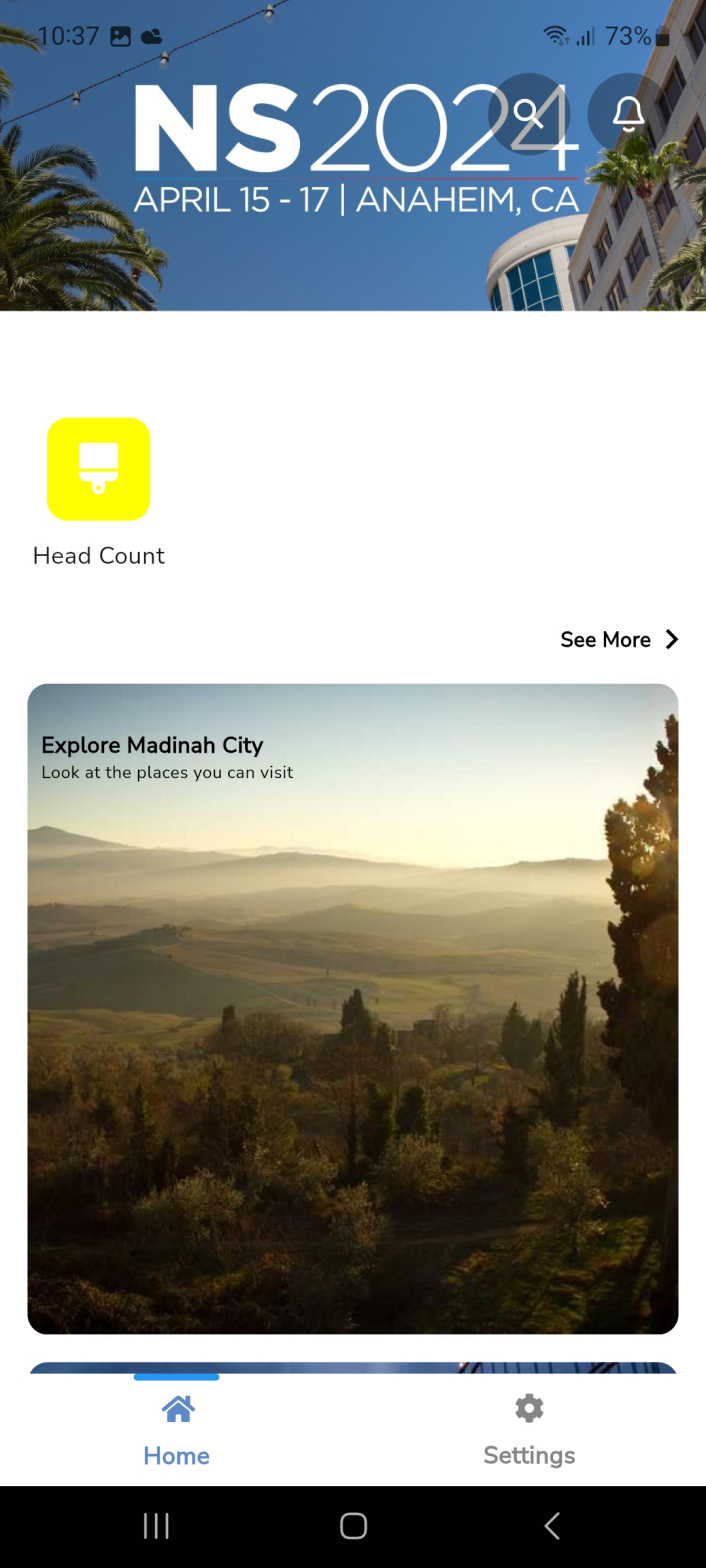 10:37
73%
NS2024
APRIL 15 - 17 | ANAHEIM, CA
Head Count
See More
Explore Madinah City
Look at the places you can visit
Home
Settings